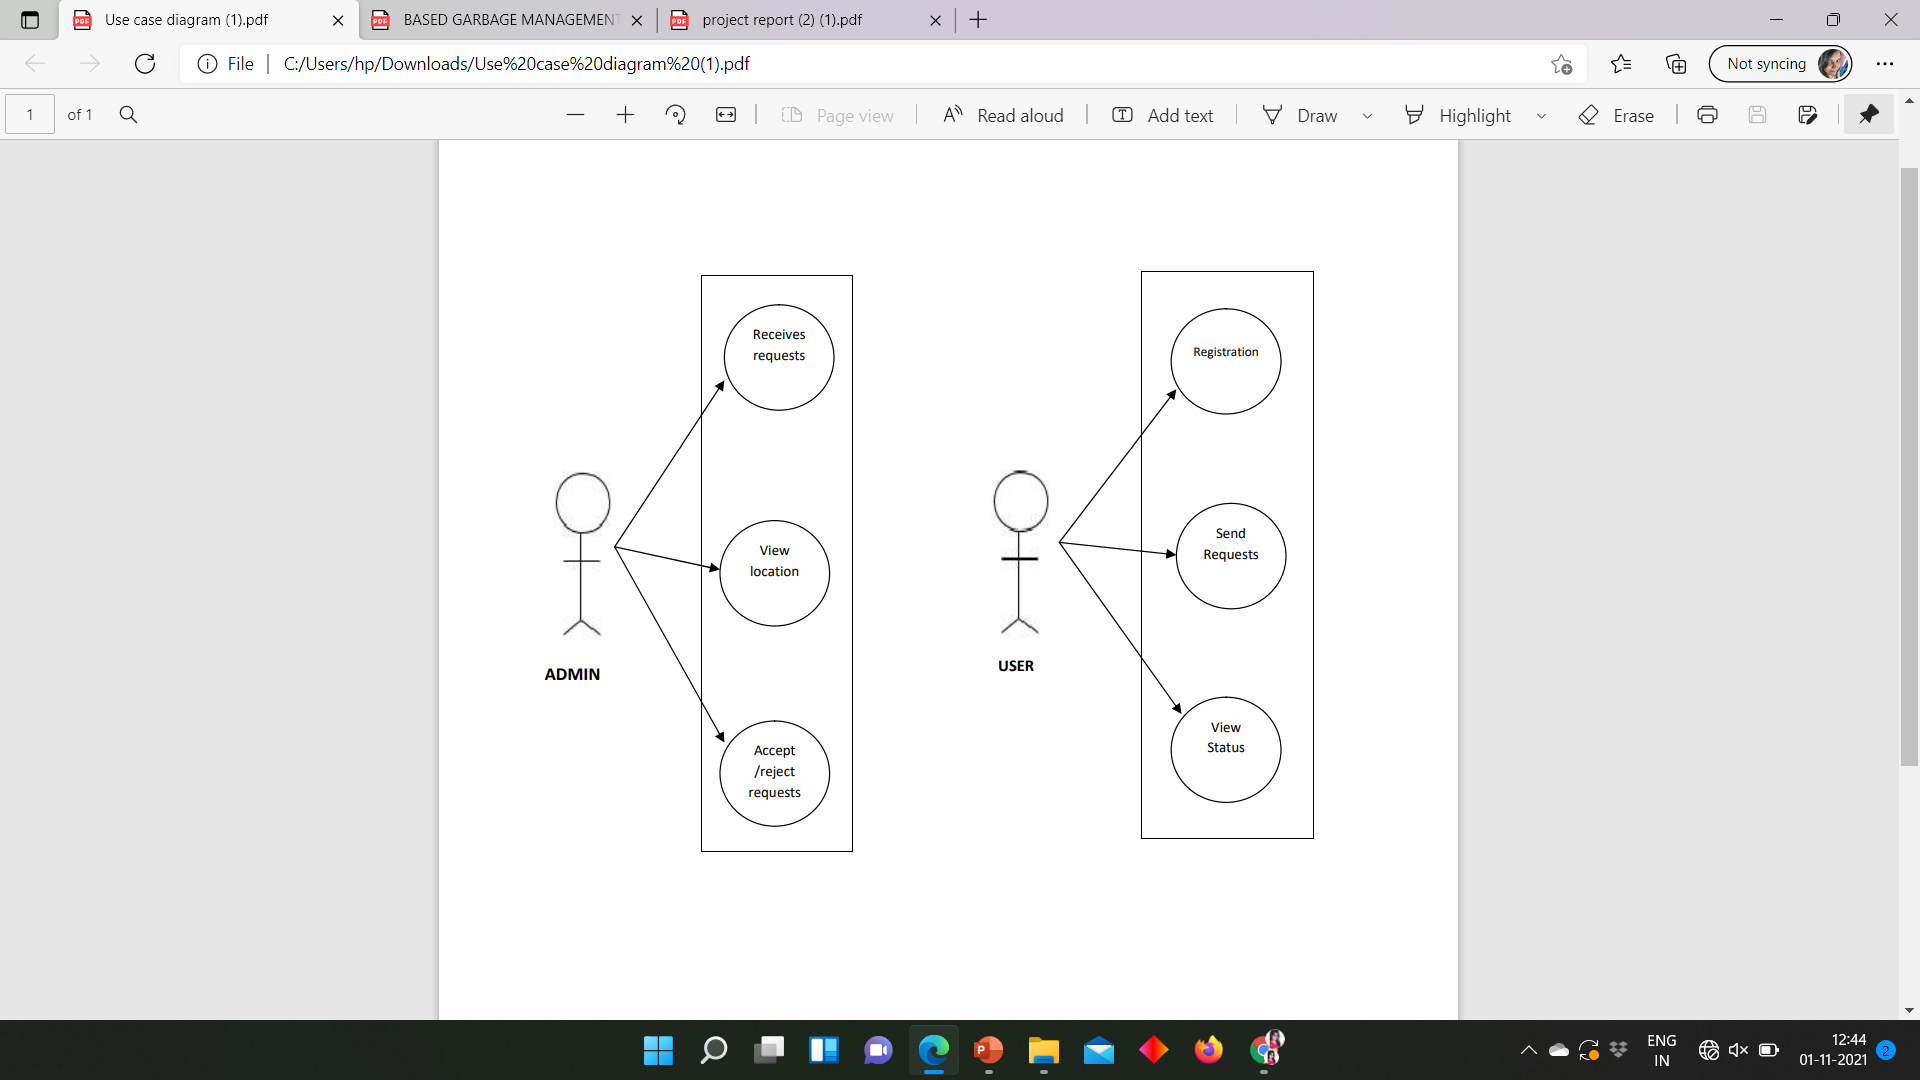 Use case diagram (1).pdf
BASED GARBAGE MANAGEMENT
project report (2) (1).pdf
File
C:/Users/hp/Downloads/Use%20case%20diagram%20(1).pdf
Not syncing
1
of 1
Page view
Read aloud
Add text
Draw
Highlight
Erase
Receives
requests
View
location
Accept
/reject
requests
ADMIN
Registration
Send
Requests
View
Status
USER
ENG
IN
12:44
01-11-2021
2